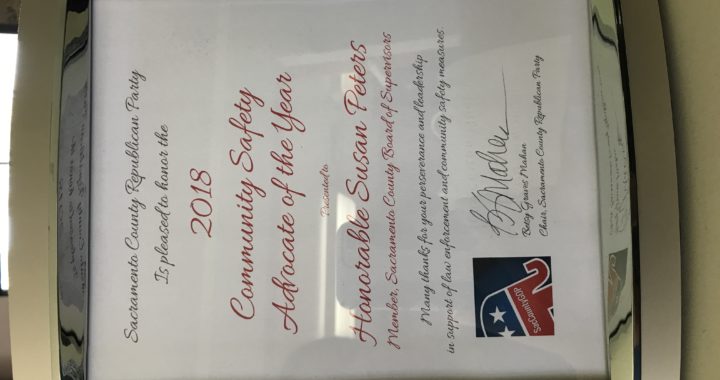 Sacramento County Republican Party
Is pleased to honor the
2018
Community Safety
Advocate of the Year
Presented to
Honorable Susan Peters
Member, Sacramento County Board of Supervisors
Many thanks for your perseverance and leadership
in support of law enforcement and community safety measures.
Betsy Graves Mahan
Chair, Sacramento County Republican Party
SacCountyGOP